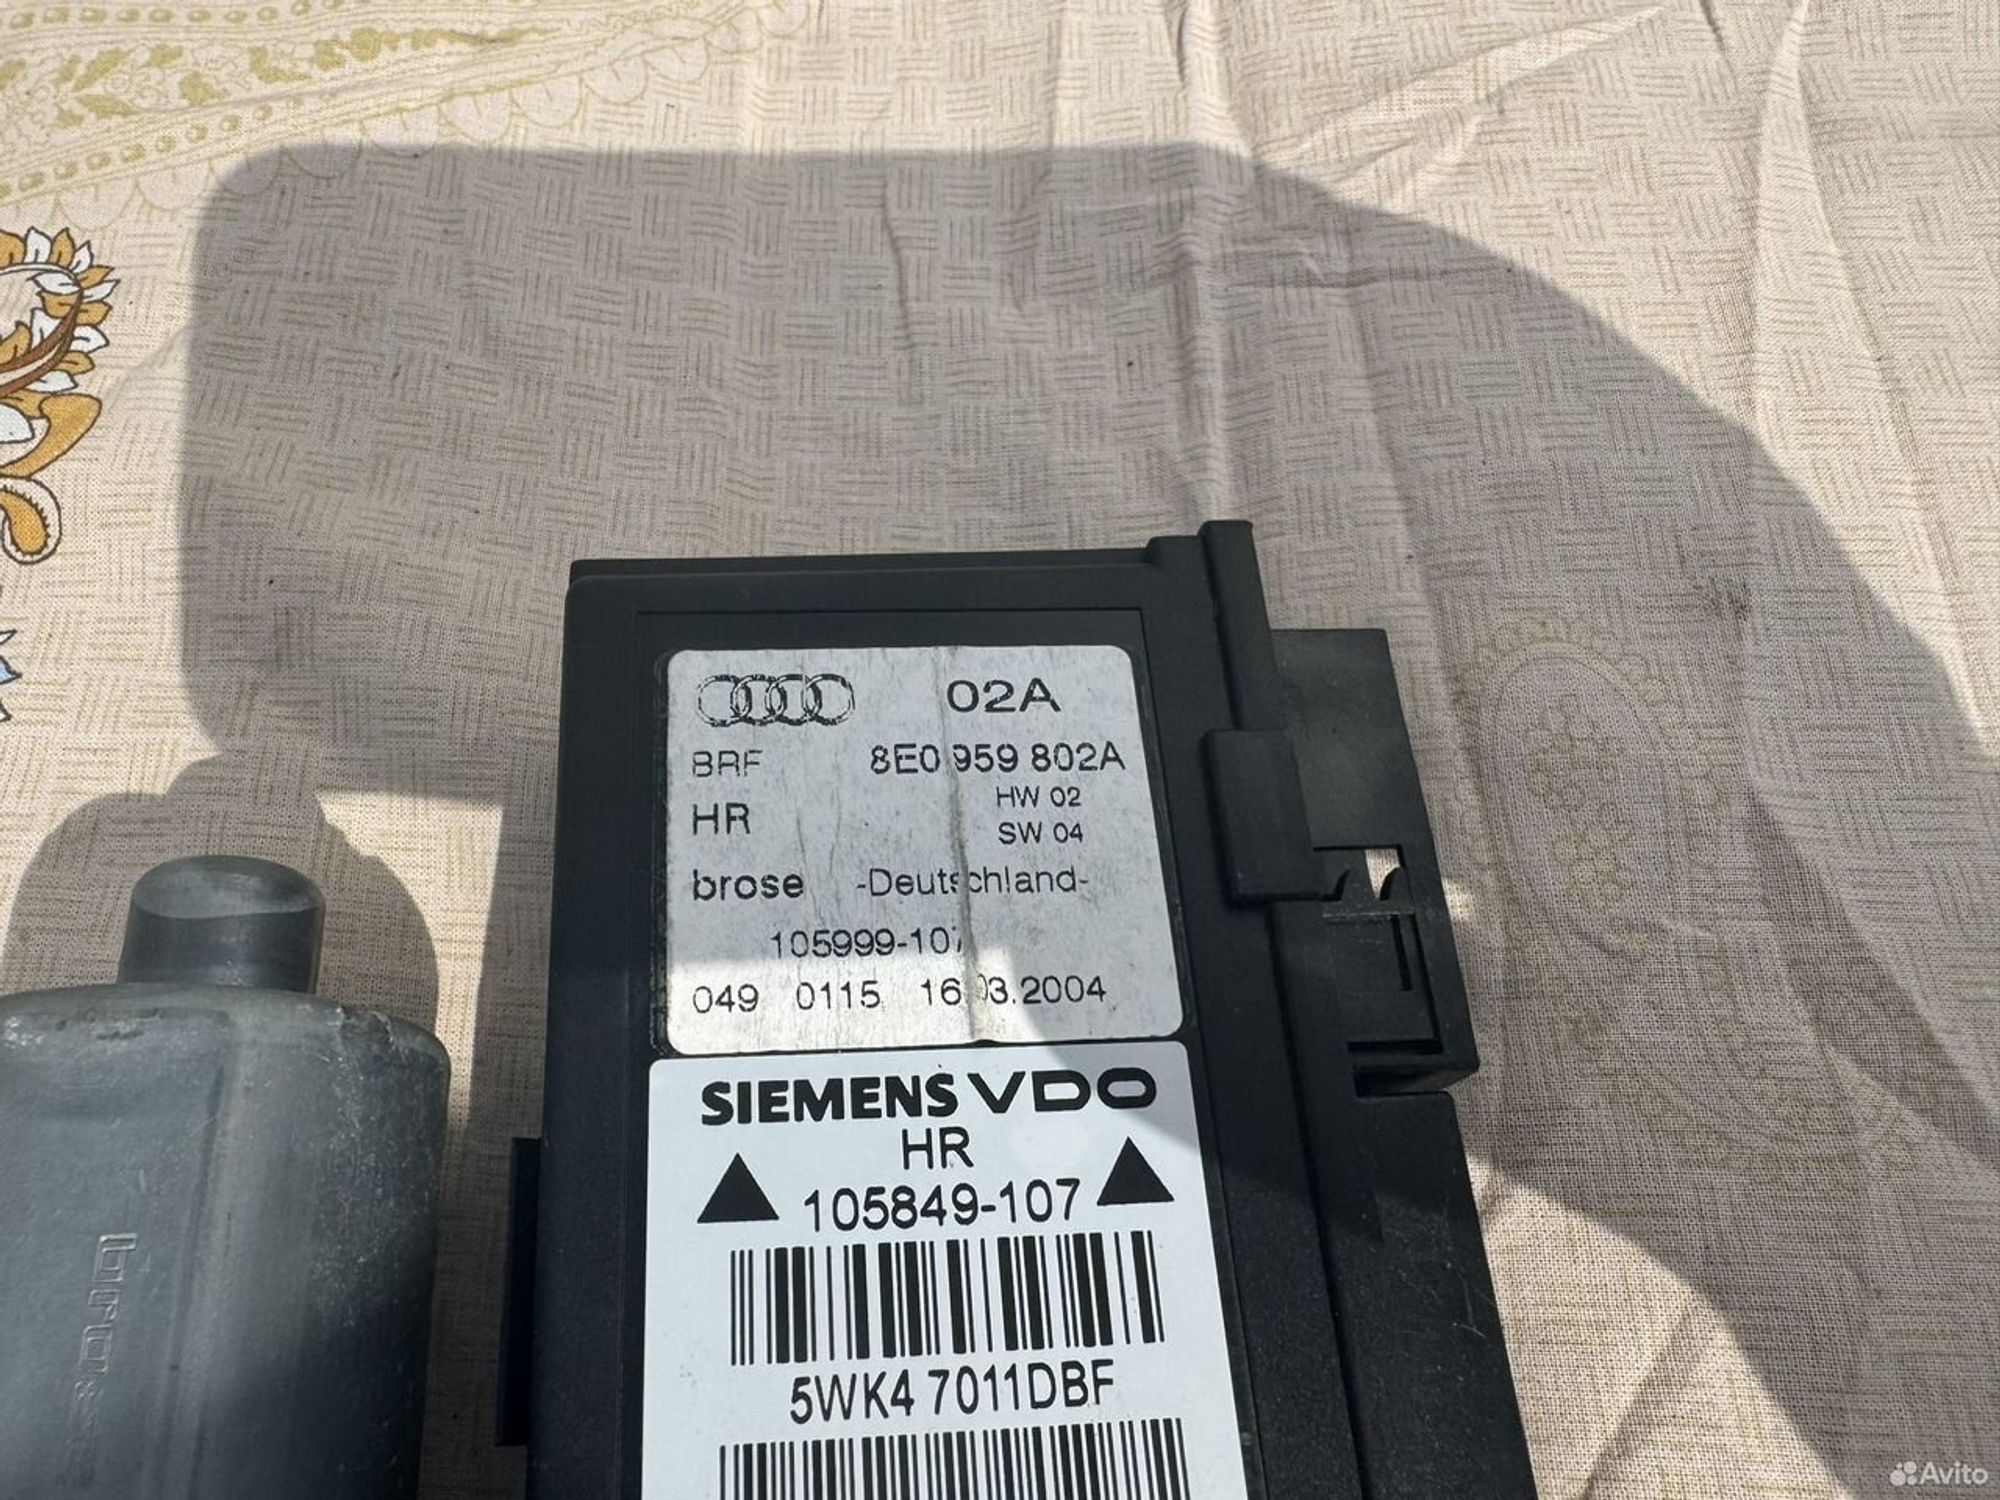 02A
BRF 8E0 959 802A
HR HW 02
SW 04
brose -Deutschland-
105999-107
049 0115 16.03.2004
SIEMENS VDO
HR
105849-107
5WK4 7011DBF
brose
Avito